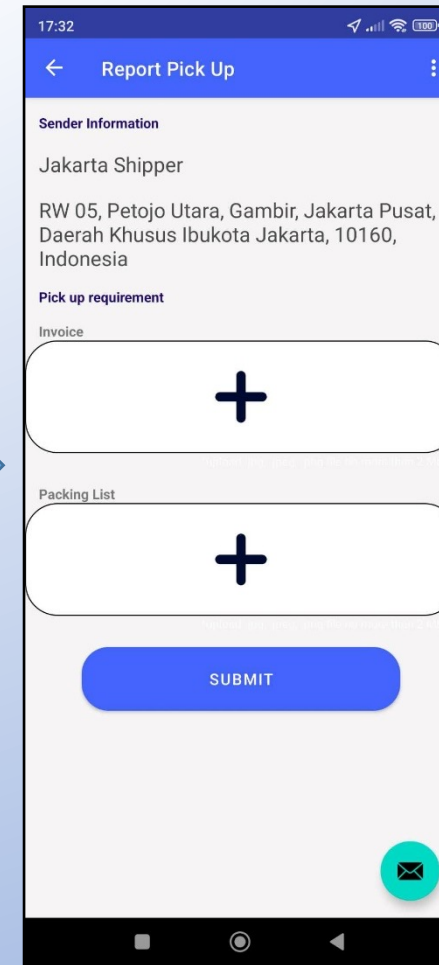 17:32
100
Report Pick Up
Sender Information
Jakarta Shipper
RW 05, Petojo Utara, Gambir, Jakarta Pusat,
Daerah Khusus Ibukota Jakarta, 10160,
Indonesia
Pick up requirement
Invoice
Packing List
SUBMIT